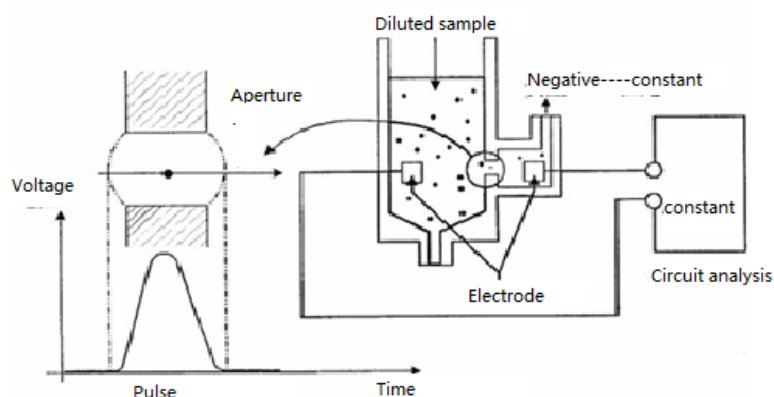 Diluted sample
Negative----constant
Aperture
Voltage
.constant
Circuit analysis
Electrode
Pulse
Time